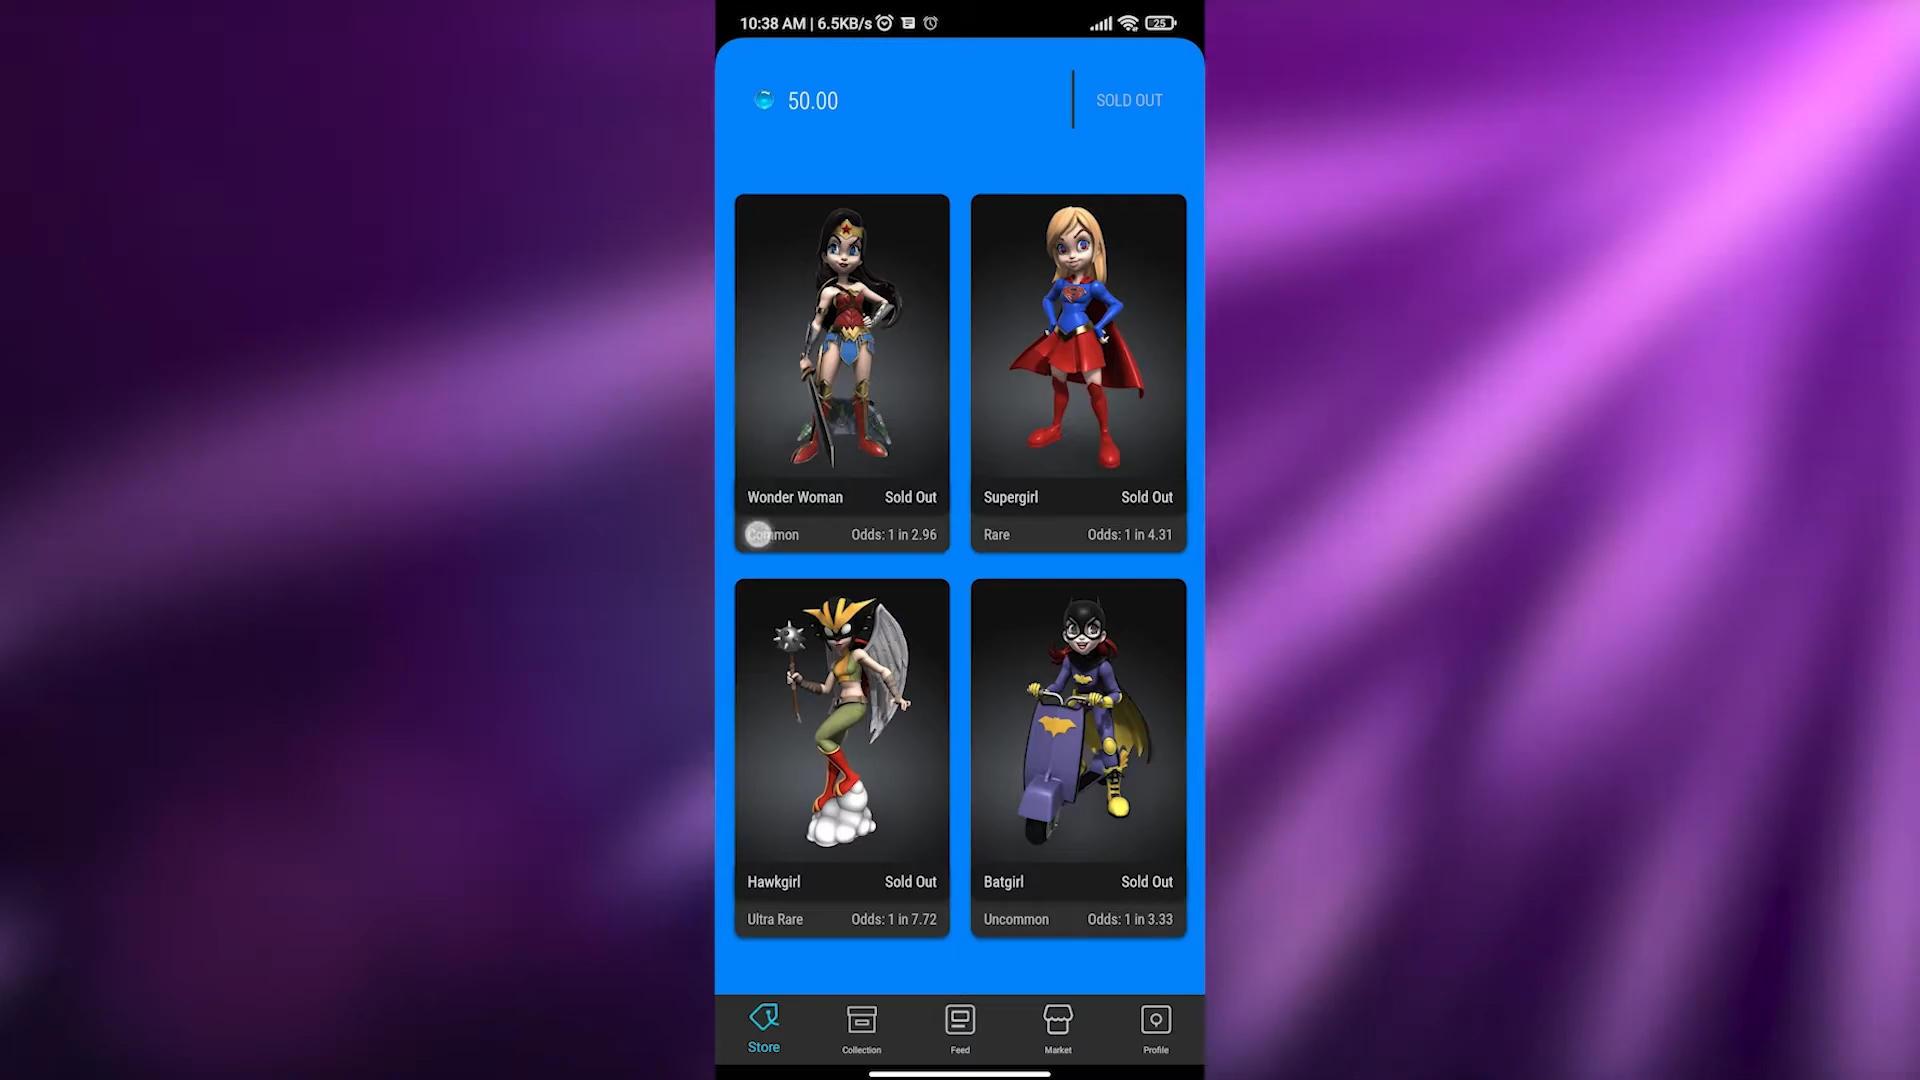 10:38 AM | 6.5KB/s
25
50.00
SOLD OUT
Wonder Woman Sold Out
Common Odds: 1 in 2.96
Supergirl Sold Out
Rare Odds: 1 in 4.31
Hawkgirl Sold Out
Ultra Rare Odds: 1 in 7.72
Batgirl Sold Out
Uncommon Odds: 1 in 3.33
Store
Collection
Feed
Market
Profile